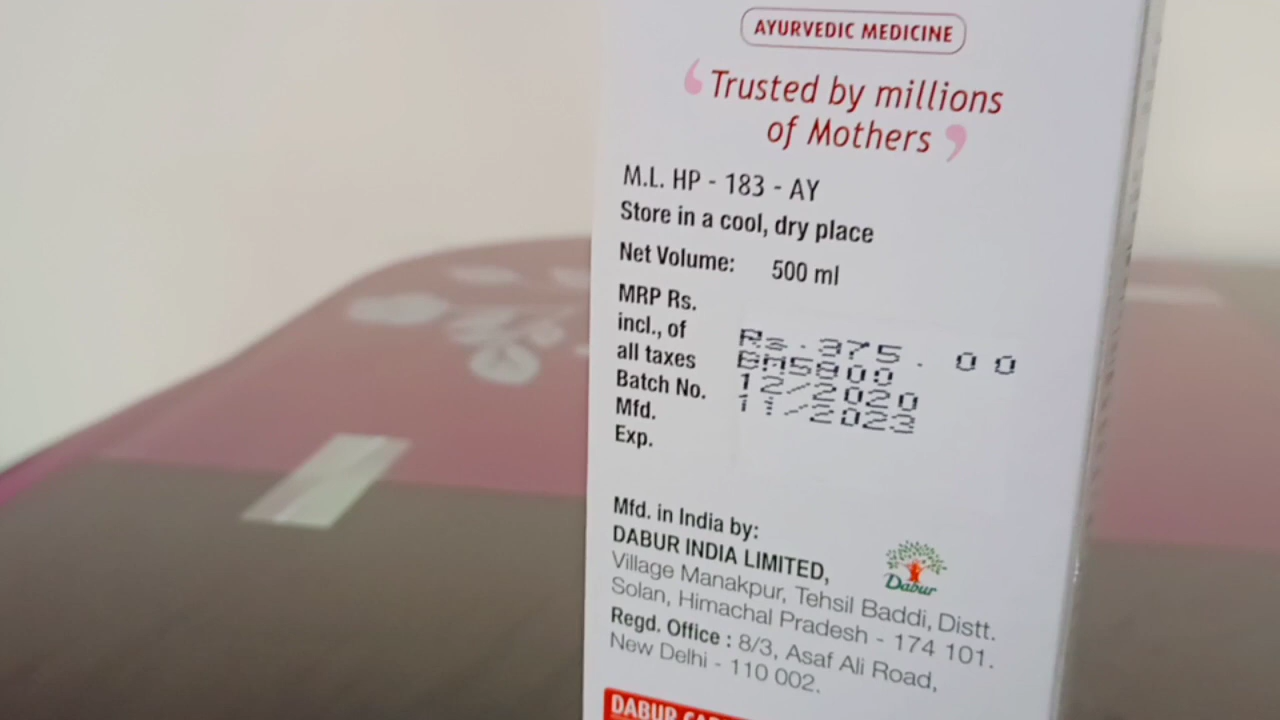 AYURVEDIC MEDICINE
‘Trusted by millions
of Mothers’
M.L. HP - 183 - AY
Store in a cool, dry place
Net Volume: 500 ml
MRP Rs.
incl., of
all taxes
Batch No.
Mfd.
Exp.
Rs. 375.00
BM5800
12/2020
11/2023
Mfd. in India by:
DABUR INDIA LIMITED,
Village Manakpur, Tehsil Baddi, Distt.
Solan, Himachal Pradesh - 174 101.
Regd. Office : 8/3, Asaf Ali Road,
New Delhi - 110 002.
Dabur
DABUR